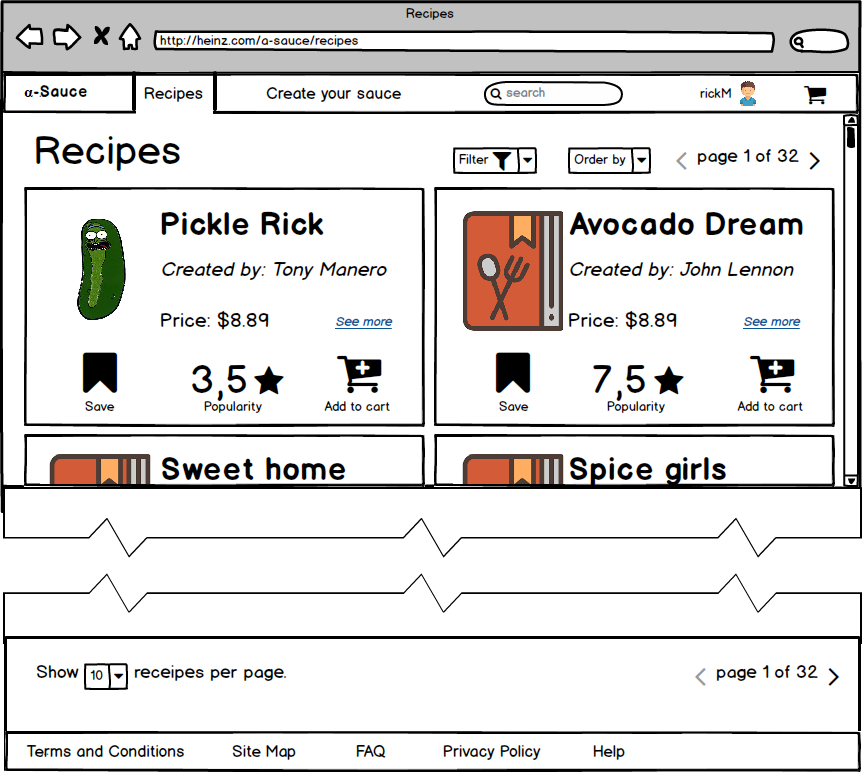 Recipes
http://heinz.com/a-sauce/recipes
α-Sauce Recipes Create your sauce search rickM
Recipes Filter Order by page 1 of 32
Pickle Rick
Created by: Tony Manero
Price: $8.89 See more
3,5
Save Popularity Add to cart
Avocado Dream
Created by: John Lennon
Price: $8.89 See more
7,5
Save Popularity Add to cart
Sweet home
Spice girls
Show 10 receipes per page. page 1 of 32
Terms and Conditions Site Map FAQ Privacy Policy Help